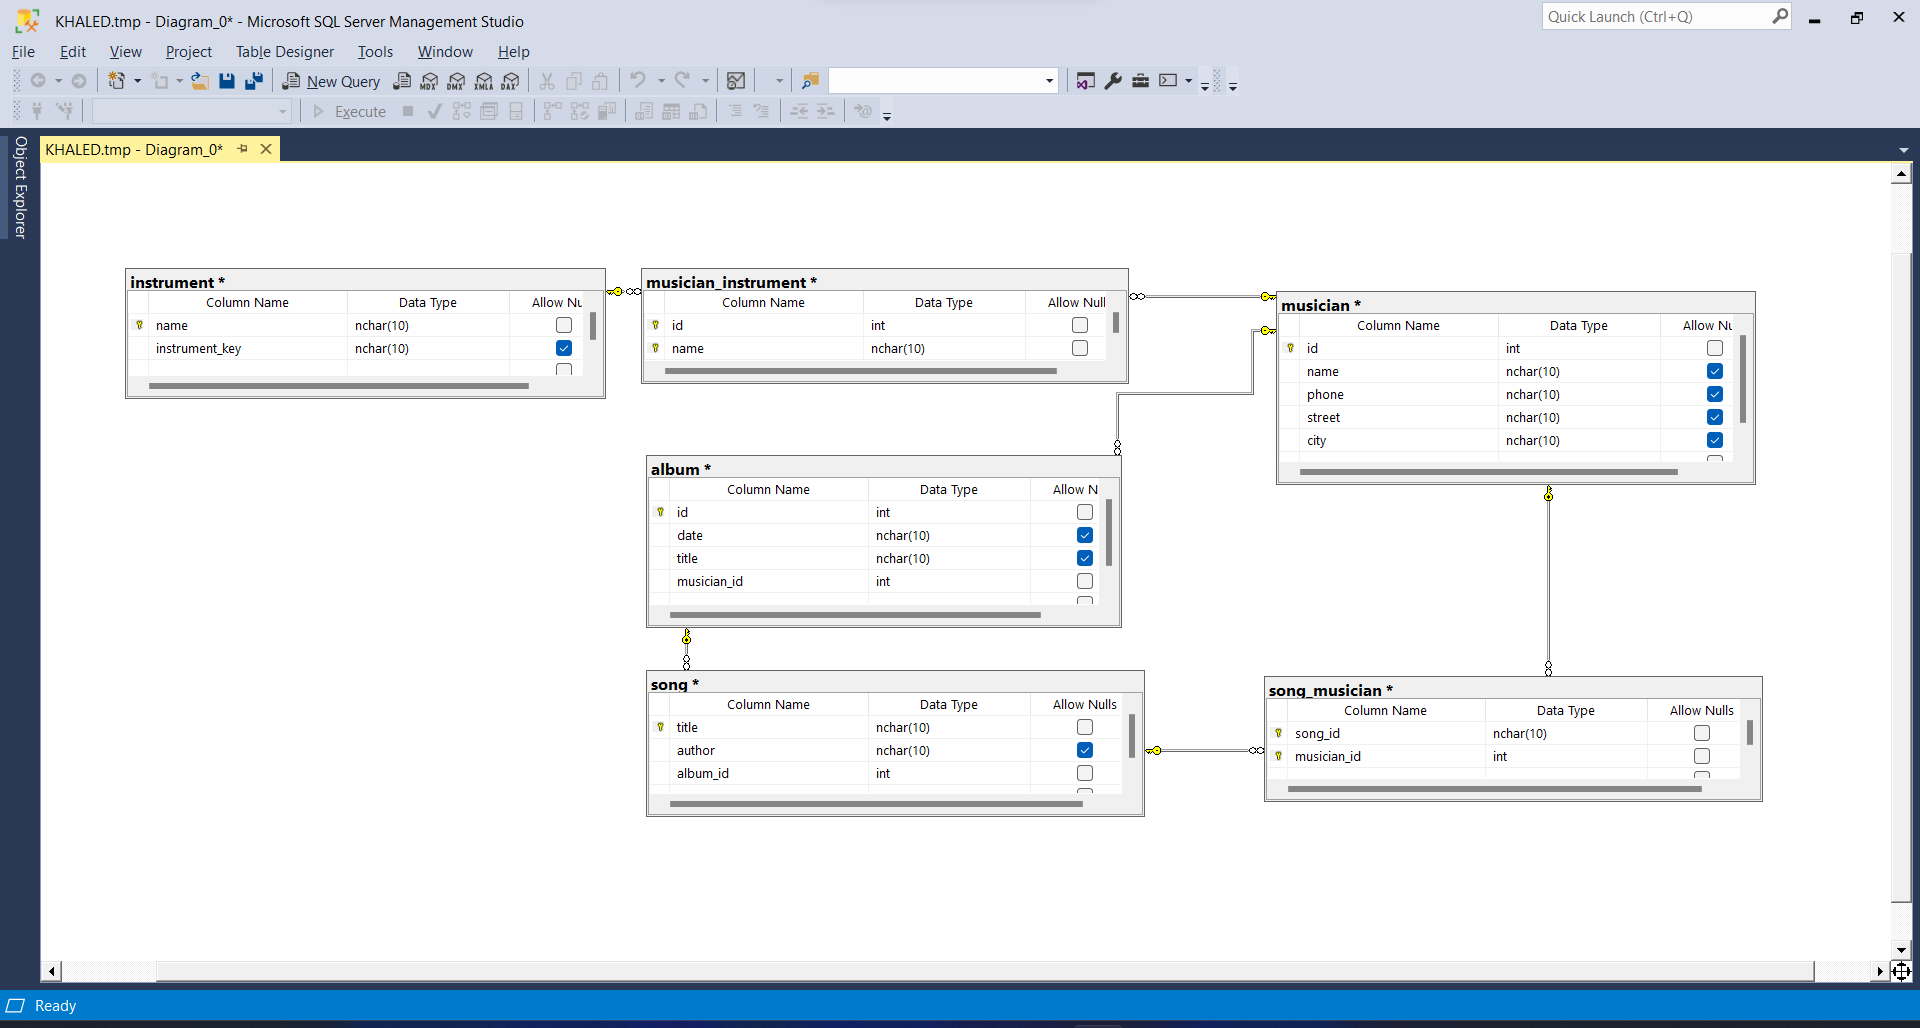 KHALED.tmp - Diagram_0* - Microsoft SQL Server Management Studio
Quick Launch (Ctrl+Q)
File Edit View Project Table Designer Tools Window Help
New Query MDX DMX XMLA DAX
Execute
Object Explorer
KHALED.tmp - Diagram_0*
instrument *
Column Name Data Type Allow Nu
name nchar(10)
instrument_key nchar(10)
musician_instrument *
Column Name Data Type Allow Null
id int
name nchar(10)
musician *
Column Name Data Type Allow Nu
id int
name nchar(10)
phone nchar(10)
street nchar(10)
city nchar(10)
album *
Column Name Data Type Allow N
id int
date nchar(10)
title nchar(10)
musician_id int
song *
Column Name Data Type Allow Nulls
title nchar(10)
author nchar(10)
album_id int
song_musician *
Column Name Data Type Allow Nulls
song_id nchar(10)
musician_id int
Ready